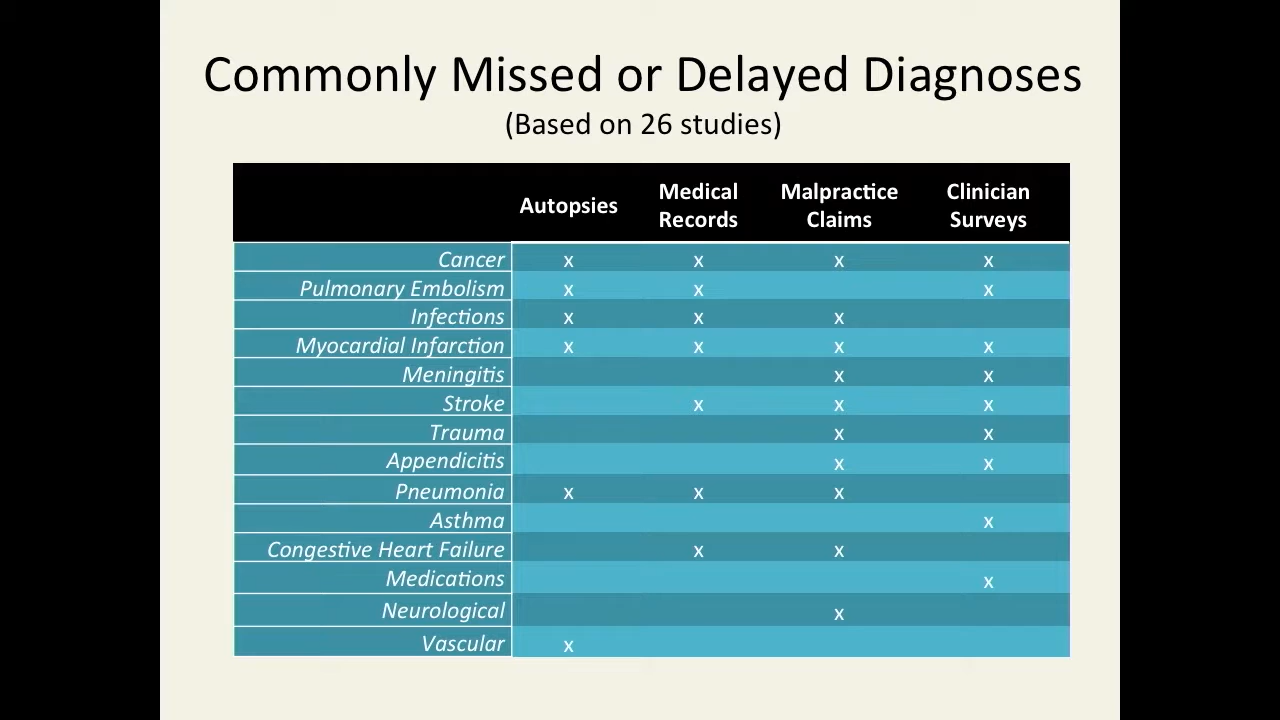 Commonly Missed or Delayed Diagnoses
(Based on 26 studies)
Autopsies Medical Records Malpractice Claims Clinician Surveys
Cancer x x x x
Pulmonary Embolism x x x
Infections x x x
Myocardial Infarction x x x x
Meningitis x x
Stroke x x x
Trauma x x
Appendicitis x x
Pneumonia x x x
Asthma x
Congestive Heart Failure x x
Medications x
Neurological x
Vascular x